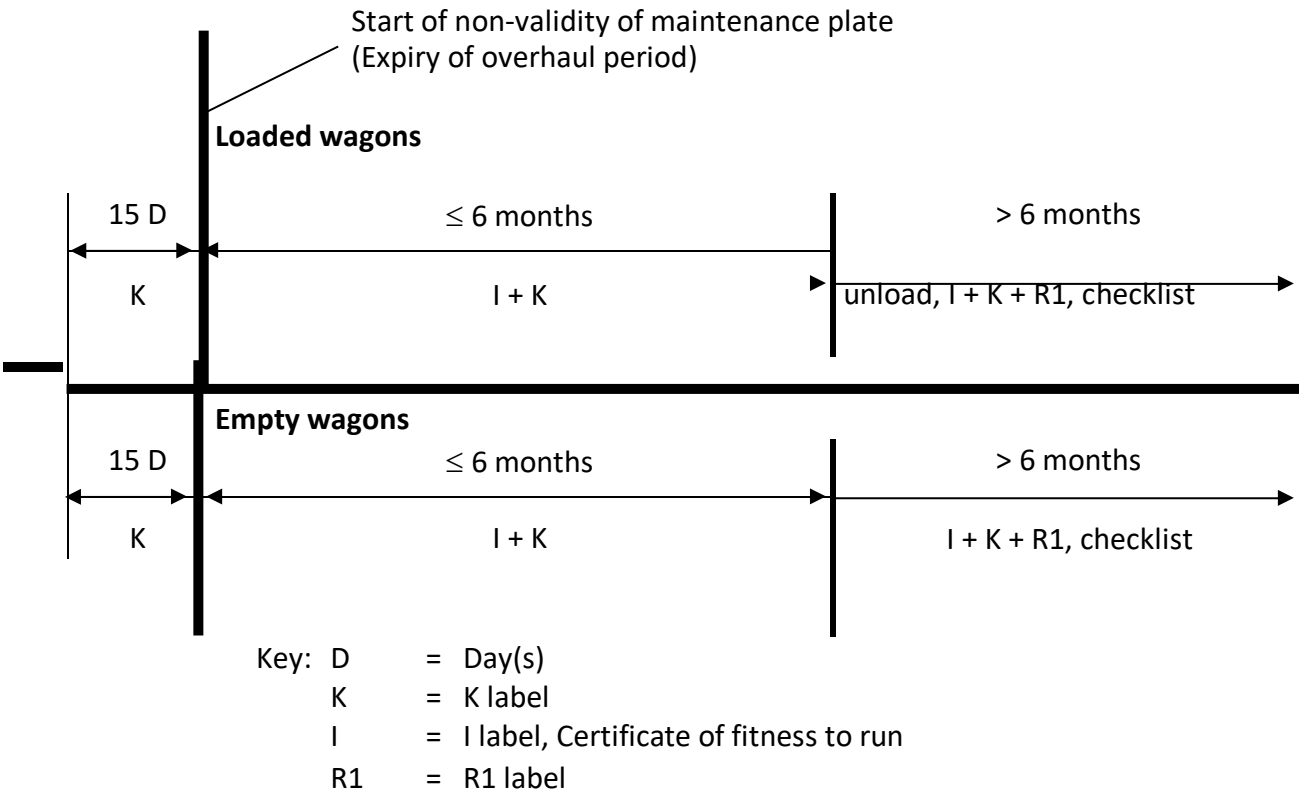 Start of non-validity of maintenance plate
(Expiry of overhaul period)
Loaded wagons
15 D ≤ 6 months > 6 months
K I + K unload, I + K + R1, checklist
Empty wagons
15 D ≤ 6 months > 6 months
K I + K I + K + R1, checklist
Key: D = Day(s)
K = K label
I = I label, Certificate of fitness to run
R1 = R1 label